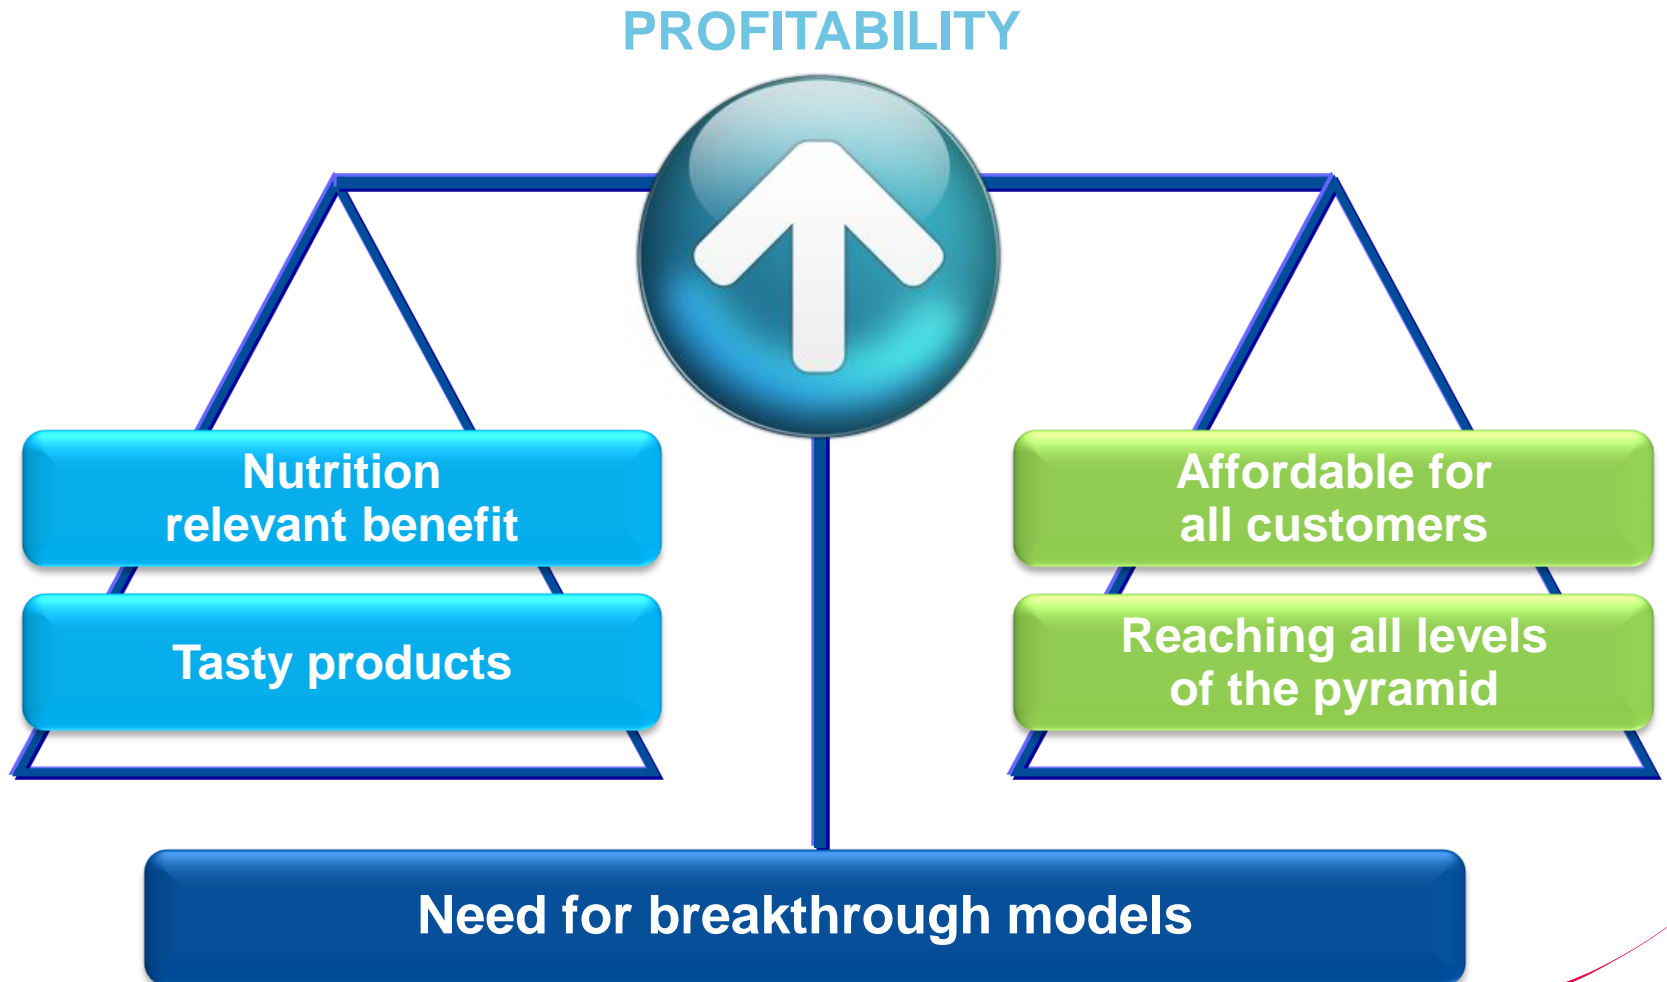 PROFITABILITY
Nutrition
relevant benefit
Tasty products
Affordable for
all customers
Reaching all levels
of the pyramid
Need for breakthrough models